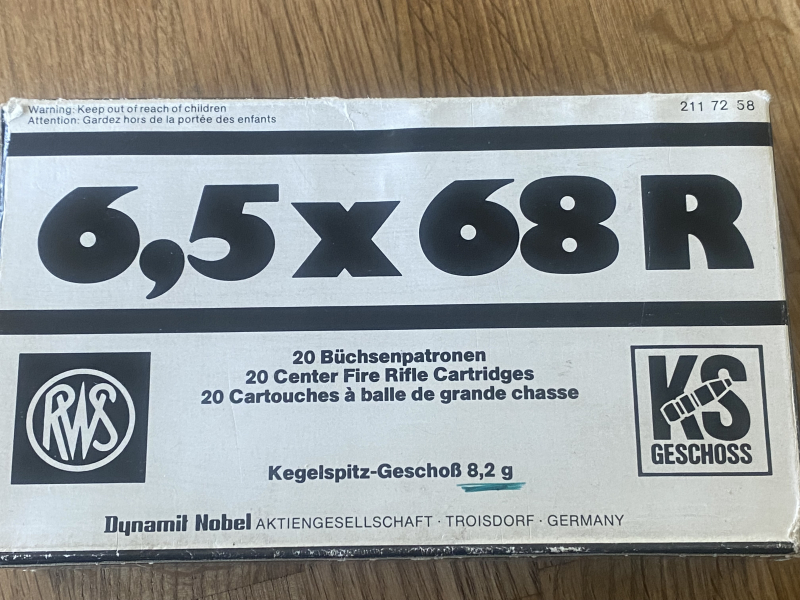 Warning: Keep out of reach of children
Attention: Gardez hors de la portée des enfants
211 72 58
6,5 x 68 R
RWS
20 Büchsenpatronen
20 Center Fire Rifle Cartridges
20 Cartouches à balle de grande chasse
KS
GESCHOSS
Kegelspitz-Geschoß 8,2 g
Dynamit Nobel AKTIENGESELLSCHAFT · TROISDORF · GERMANY